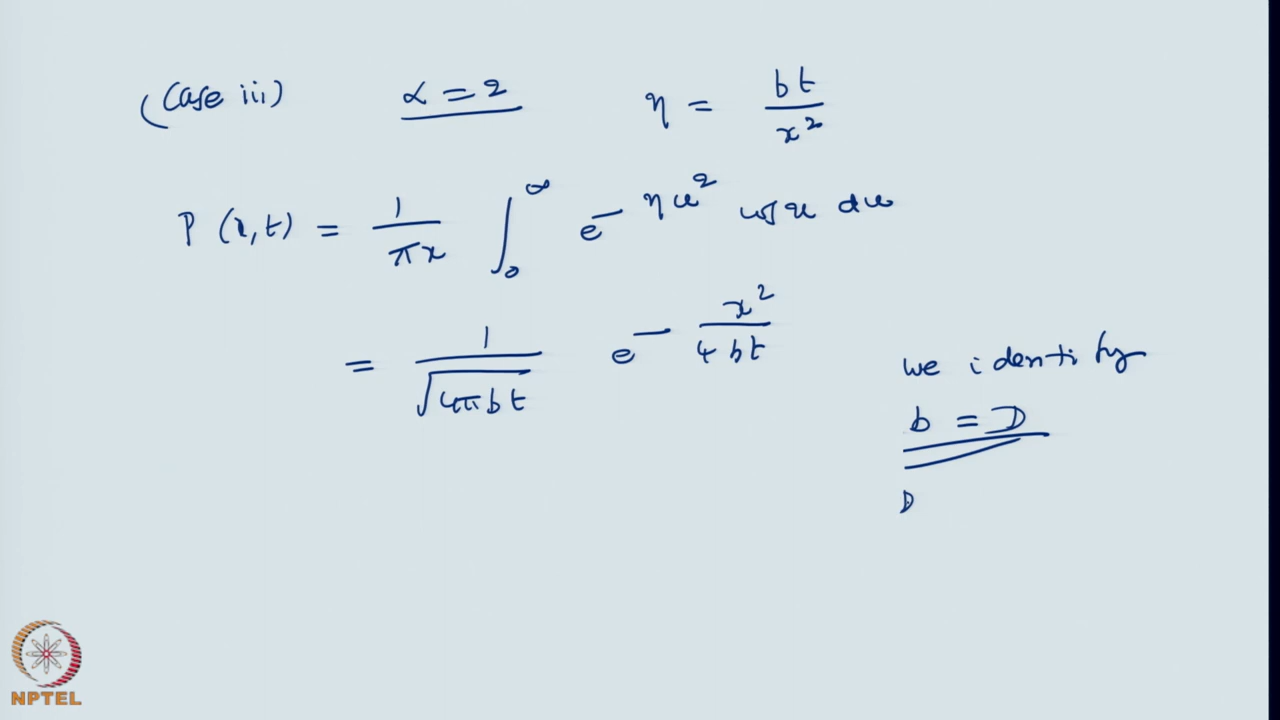 (Case iii) α = 2 η = bt/x²
P(x,t) = 1/πx ∫₀^∞ e^(-ηu²) cos u du
= 1/√(4πbt) e^(-x²/4bt)
we identify
b = D
D
NPTEL